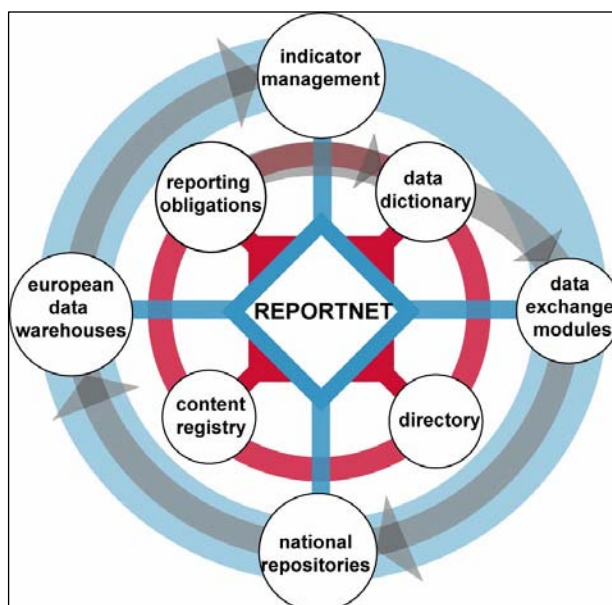 indicator
management
reporting
obligations
data
dictionary
european
data
warehouses
REPORTNET
data
exchange
modules
content
registry
directory
national
repositories